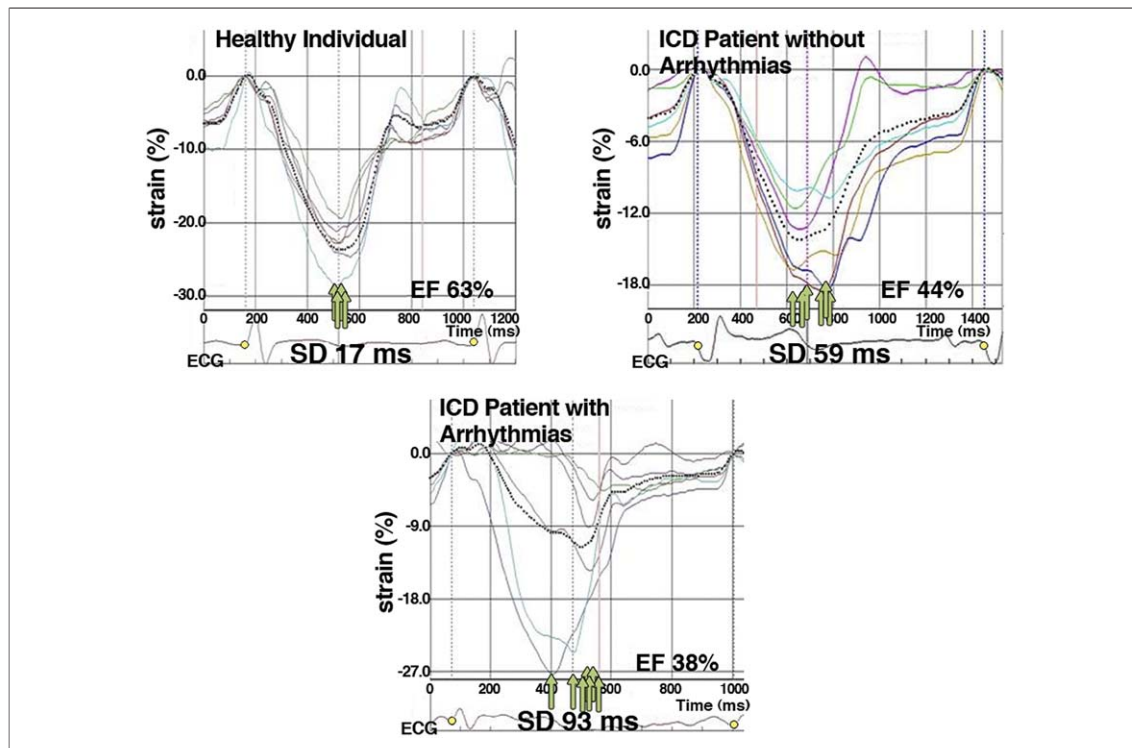 Healthy Individual
0.0
-10.0
-20.0
-30.0
strain (%)
EF 63%
0 200 400 600 800 1000 1200
Time (ms)
ECG
SD 17 ms
ICD Patient without
Arrhythmias
0.0
-6.0
-12.0
-18.0
strain (%)
EF 44%
0 200 400 600 800 1000 1200 1400
Time (ms)
ECG
SD 59 ms
ICD Patient with
Arrhythmias
0.0
-9.0
-18.0
-27.0
strain (%)
EF 38%
0 200 400 600 800 1000
Time (ms)
ECG
SD 93 ms